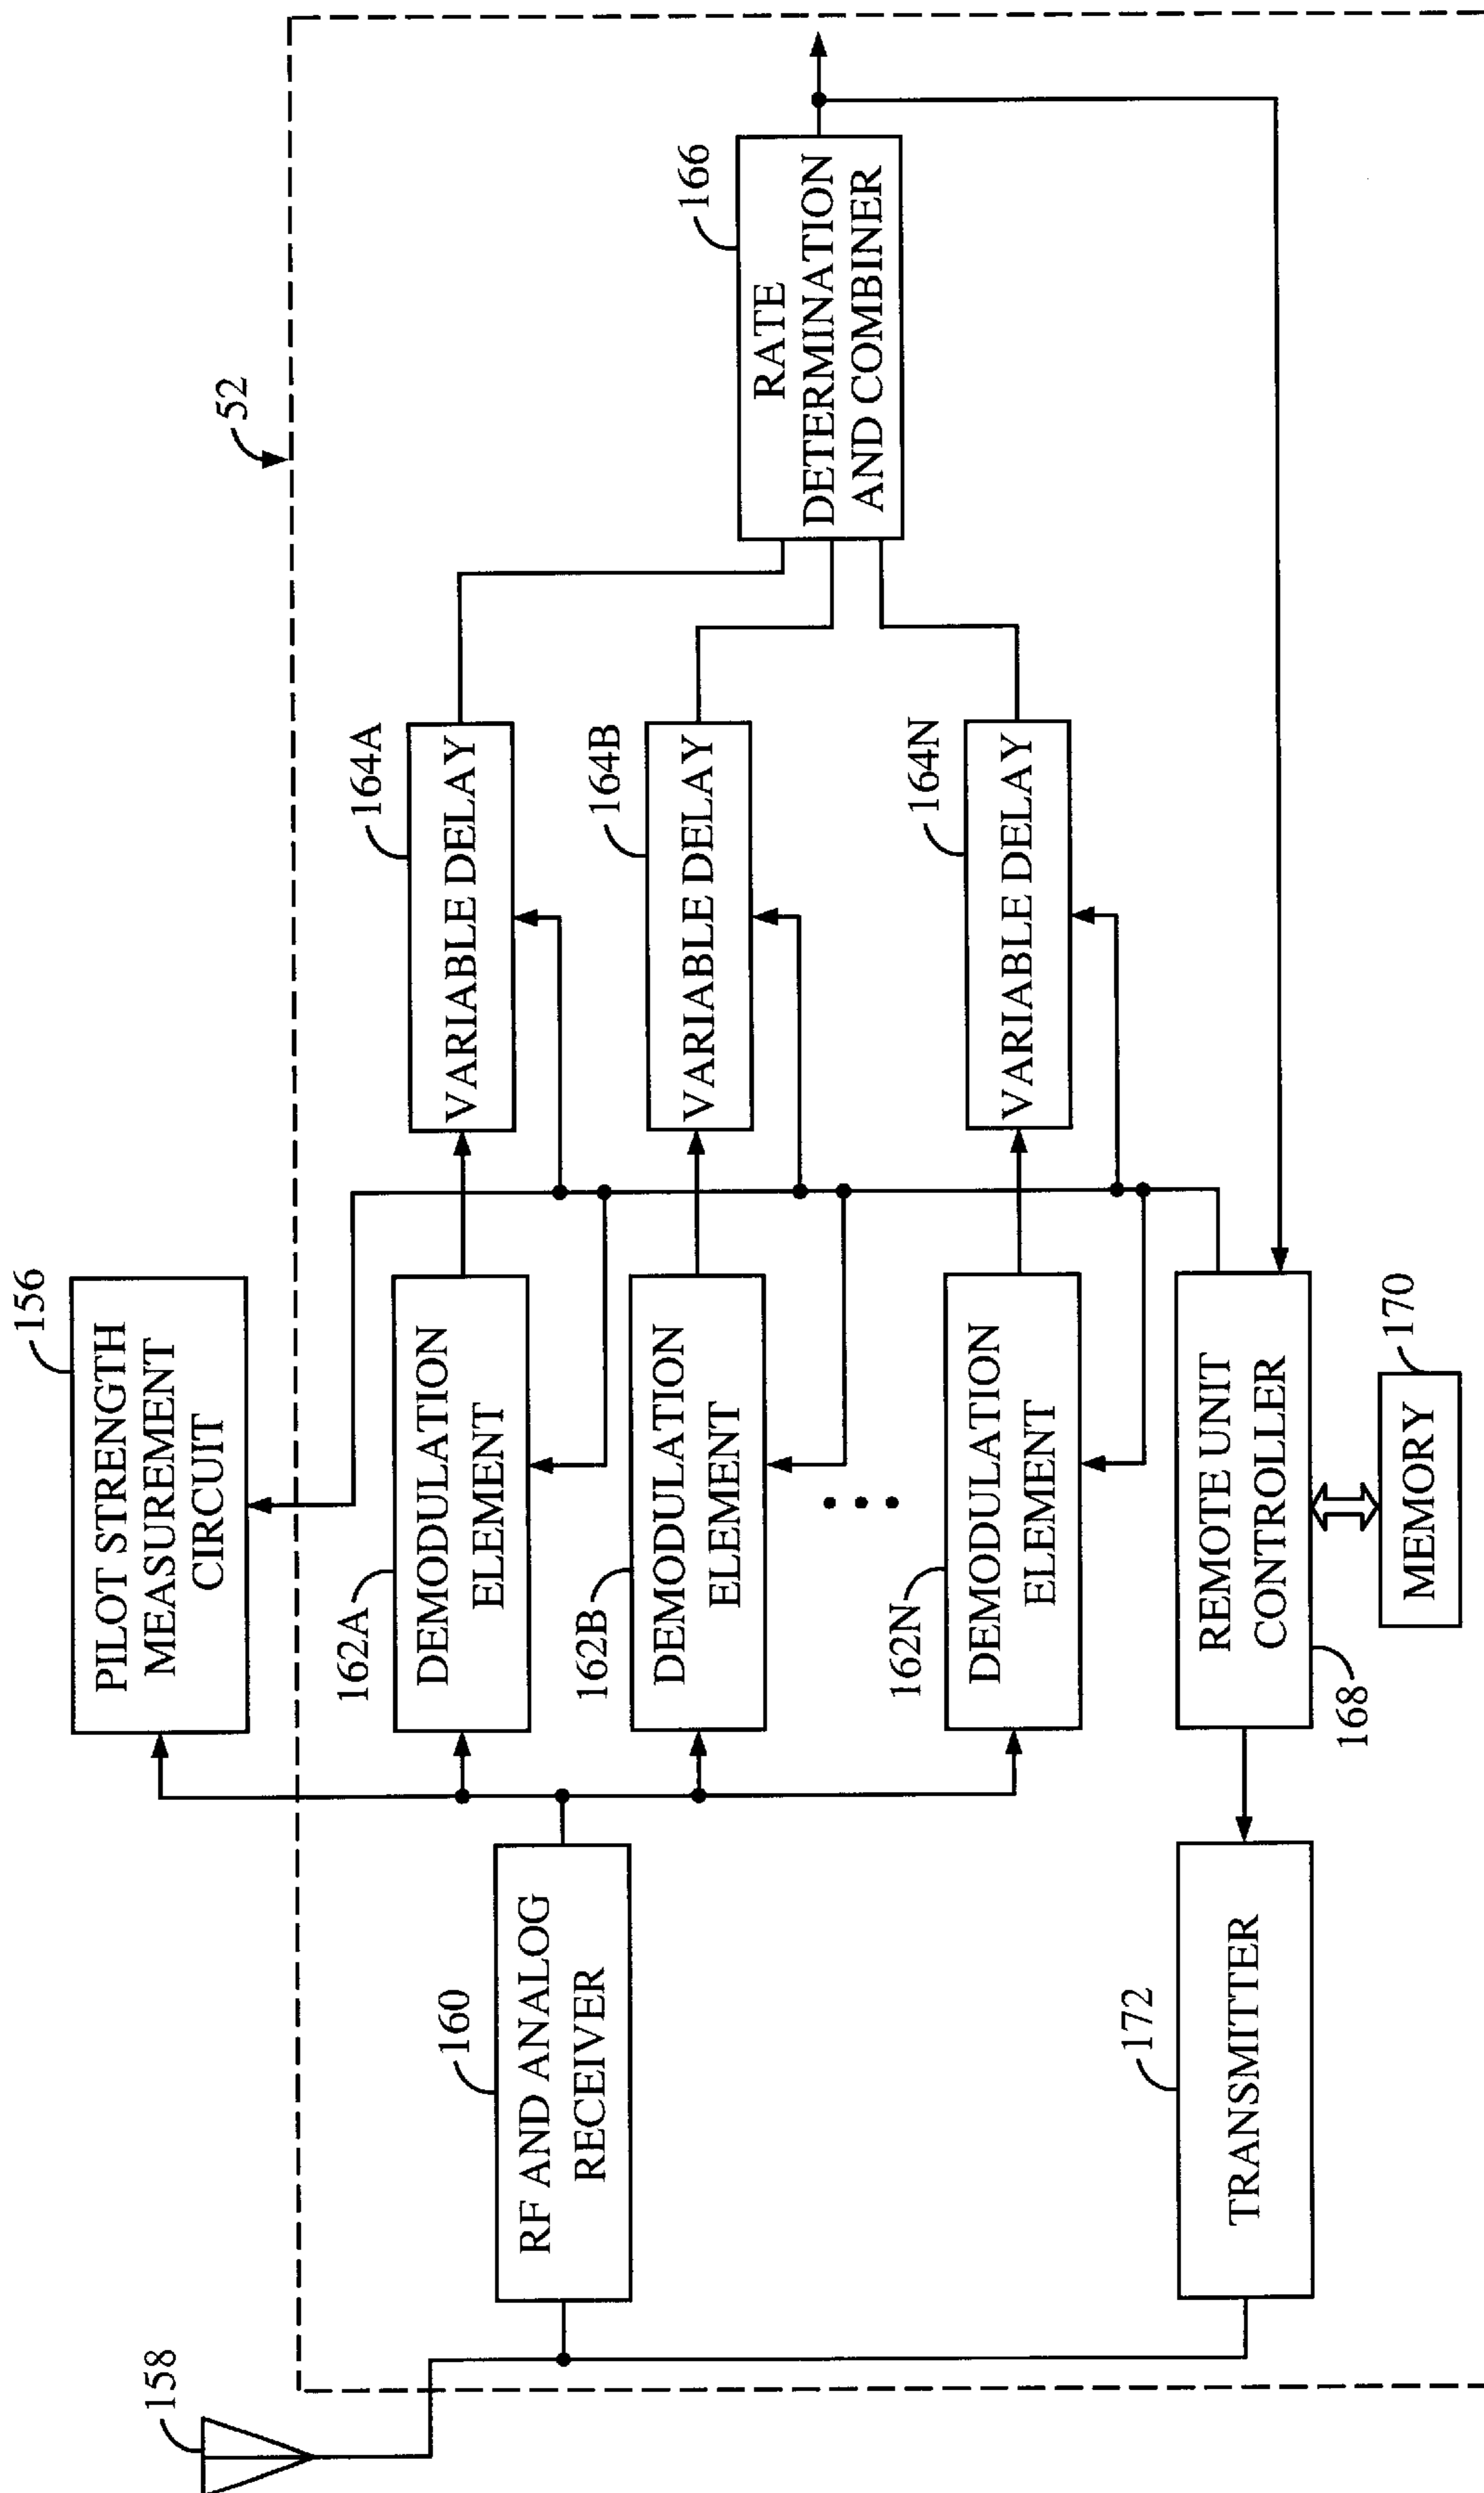 158
52
156
PILOT STRENGTH
MEASUREMENT
CIRCUIT
160
RF AND ANALOG
RECEIVER
162A
DEMODULATION
ELEMENT
164A
VARIABLE DELAY
162B
DEMODULATION
ELEMENT
164B
VARIABLE DELAY
166
RATE
DETERMINATION
AND COMBINER
162N
DEMODULATION
ELEMENT
164N
VARIABLE DELAY
172
TRANSMITTER
REMOTE UNIT
CONTROLLER
168
170
MEMORY